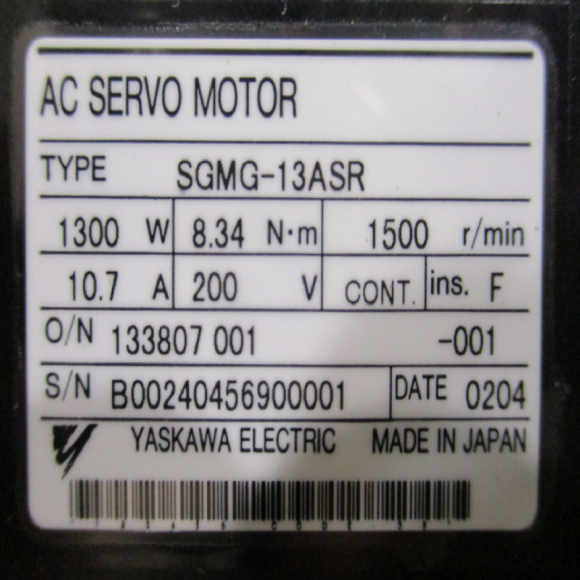 AC SERVO MOTOR
TYPE SGMG-13ASR
1300 W 8.34 N·m 1500 r/min
10.7 A 200 V CONT. ins. F
O/N 133807 001 -001
S/N B00240456900001 DATE 0204
YASKAWA ELECTRIC MADE IN JAPAN